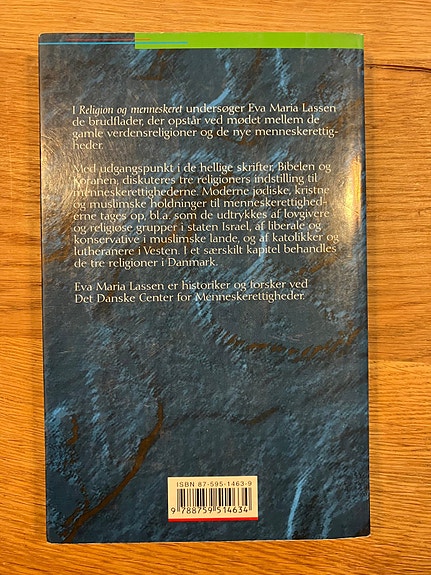 I Religion og menneskeret undersøger Eva Maria Lassen
de brudflader, der opstår ved mødet mellem de
gamle verdensreligioner og de nye menneskerettig-
heder.
Med udgangspunkt i de hellige skrifter, Bibelen og
Koranen, diskuteres tre religioners indstilling til
menneskerettighederne. Moderne jødiske, kristne
og muslimske holdninger til menneskerettighed-
erne tages op, bl.a. som de udtrykkes af lovgivere
og religiøse grupper i staten Israel, af liberale og
konservative i muslimske lande, og af katolikker og
lutheranere i Vesten. I et særskilt kapitel behandles
de tre religioner i Danmark.
Eva Maria Lassen er historiker og forsker ved
Det Danske Center for Menneskerettigheder.
ISBN 87-595-1463-9
9 788759 514634